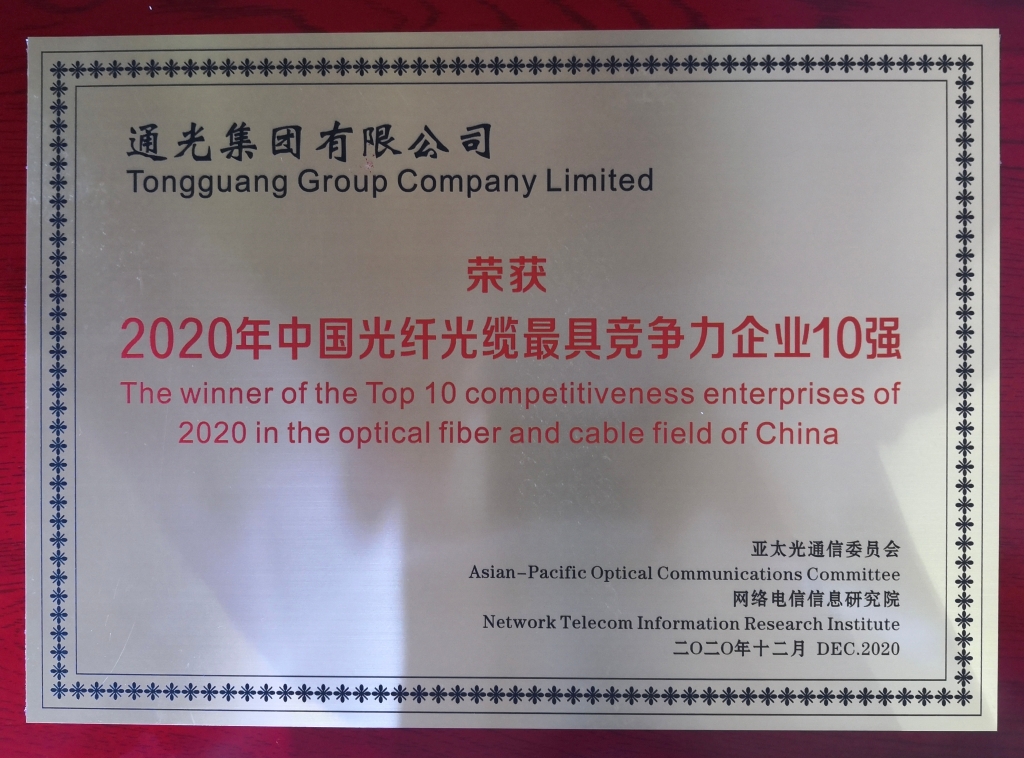 通光集团有限公司
Tongguang Group Company Limited
荣获
2020年中国光纤光缆最具竞争力企业10强
The winner of the Top 10 competitiveness enterprises of
2020 in the optical fiber and cable field of China
亚太光通信委员会
Asian-Pacific Optical Communications Committee
网络电信信息研究院
Network Telecom Information Research Institute
二〇二〇年十二月 DEC.2020